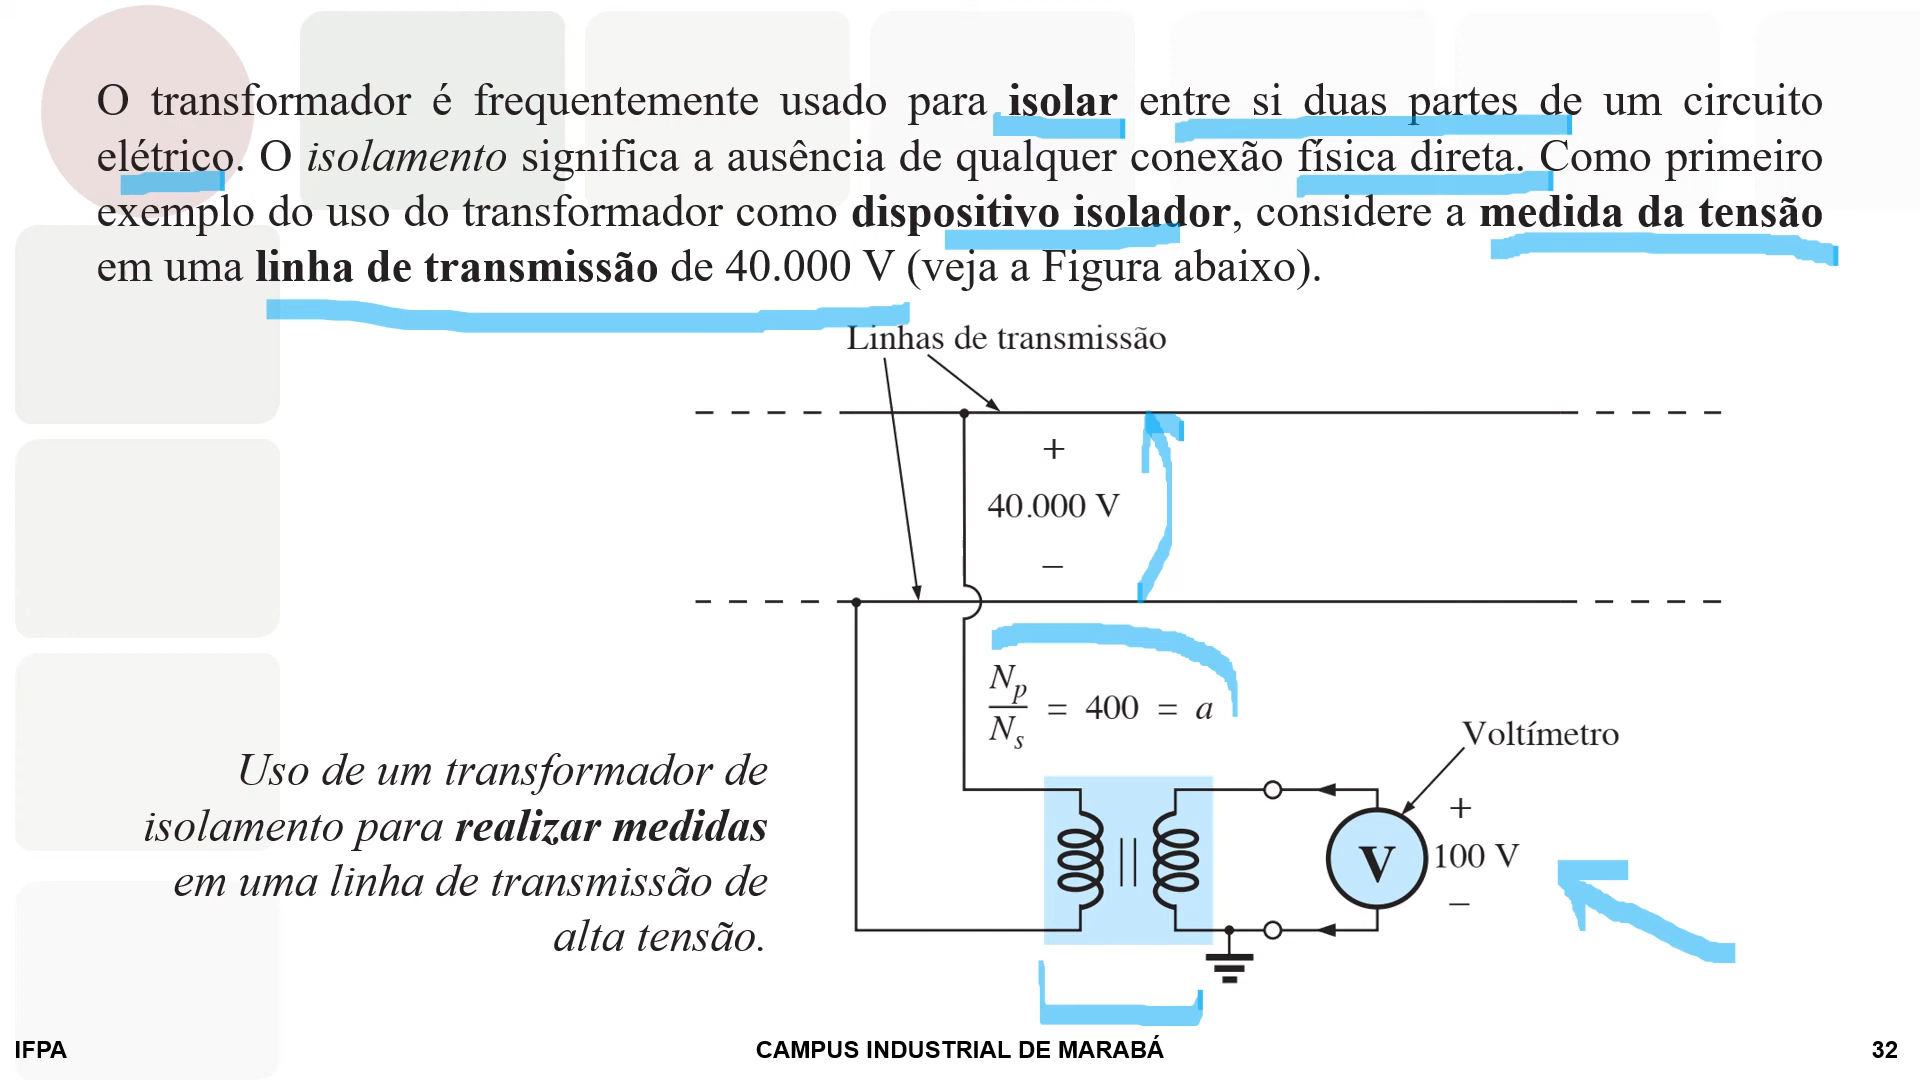 O transformador é frequentemente usado para isolar entre si duas partes de um circuito
elétrico. O isolamento significa a ausência de qualquer conexão física direta. Como primeiro
exemplo do uso do transformador como dispositivo isolador, considere a medida da tensão
em uma linha de transmissão de 40.000 V (veja a Figura abaixo).
Linhas de transmissão
+
40.000 V
–
Np/Ns = 400 = a
Voltímetro
+
V 100 V
–
Uso de um transformador de
isolamento para realizar medidas
em uma linha de transmissão de
alta tensão.
IFPA CAMPUS INDUSTRIAL DE MARABÁ 32